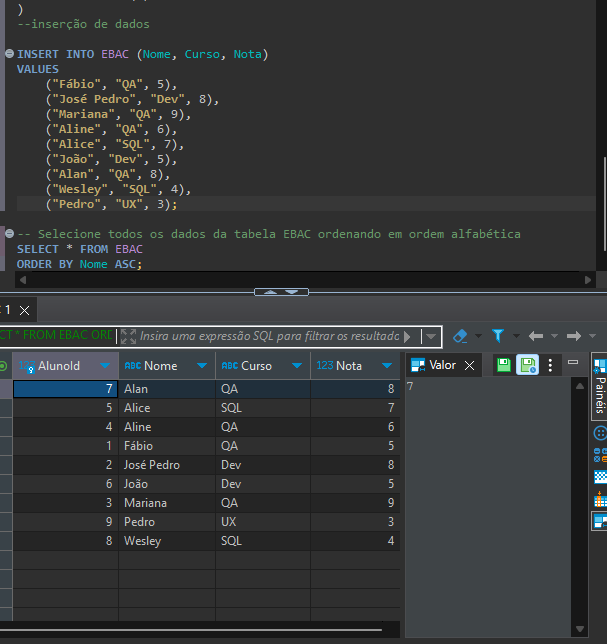 )
--inserção de dados
INSERT INTO EBAC (Nome, Curso, Nota)
VALUES
("Fábio", "QA", 5),
("José Pedro", "Dev", 8),
("Mariana", "QA", 9),
("Aline", "QA", 6),
("Alice", "SQL", 7),
("João", "Dev", 5),
("Alan", "QA", 8),
("Wesley", "SQL", 4),
("Pedro", "UX", 3);
-- Selecione todos os dados da tabela EBAC ordenando em ordem alfabética
SELECT * FROM EBAC
ORDER BY Nome ASC;
1
CT * FROM EBAC ORD Insira uma expressão SQL para filtrar os resultado
123 AlunoId ABC Nome ABC Curso 123 Nota Valor
7 Alan QA 8 7
5 Alice SQL 7
4 Aline QA 6
1 Fábio QA 5
2 José Pedro Dev 8
6 João Dev 5
3 Mariana QA 9
9 Pedro UX 3
8 Wesley SQL 4
Painéis